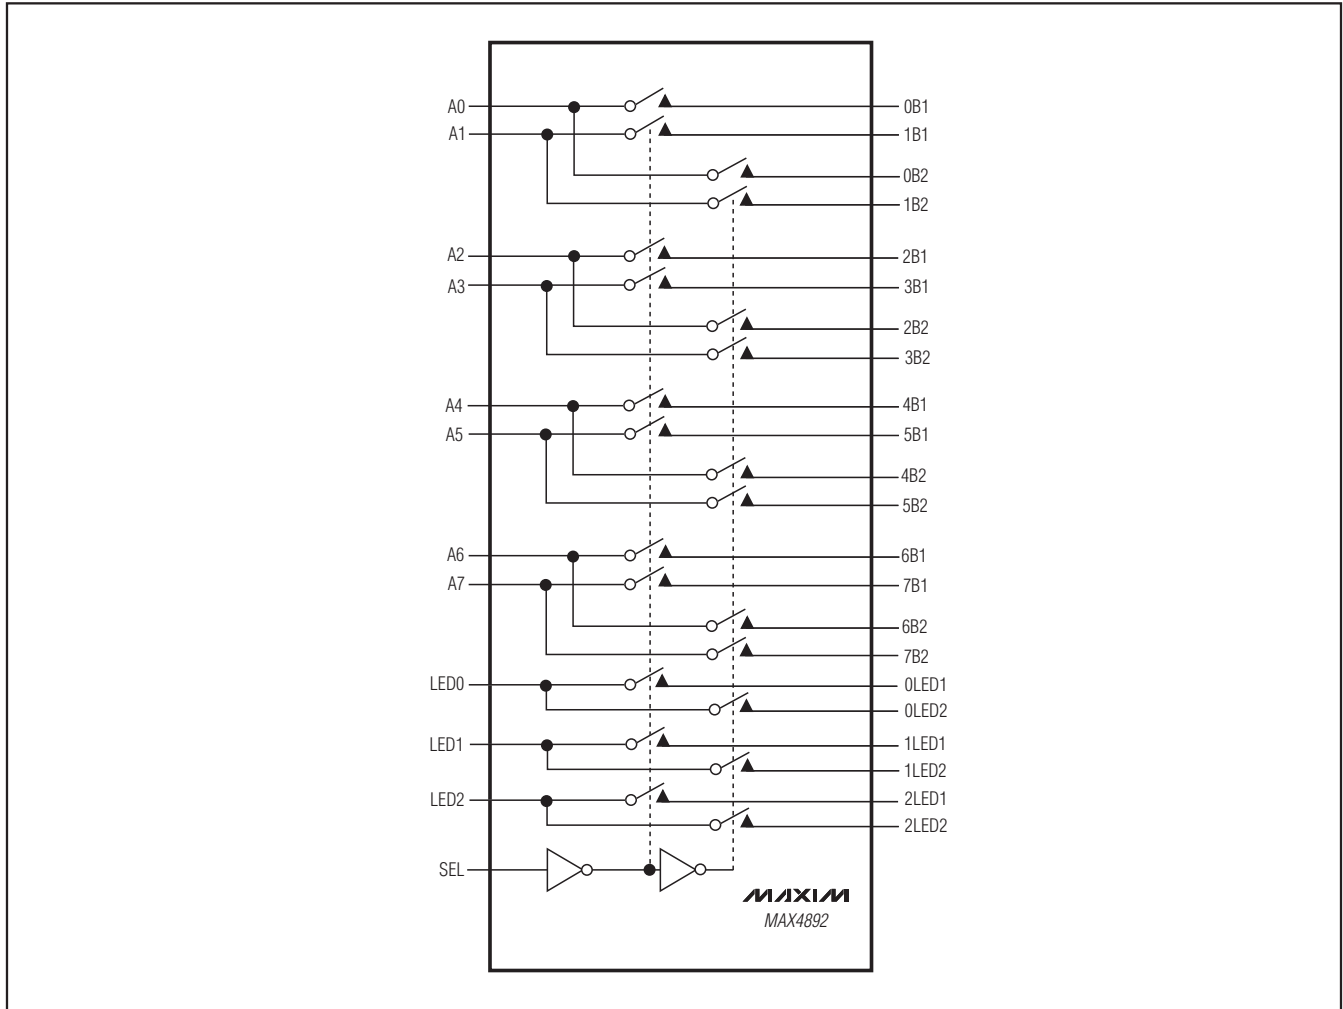 A0
0B1
A1
1B1
0B2
1B2
A2
2B1
A3
3B1
2B2
3B2
A4
4B1
A5
5B1
4B2
5B2
A6
6B1
A7
7B1
6B2
7B2
LED0
0LED1
0LED2
LED1
1LED1
1LED2
LED2
2LED1
2LED2
SEL
MAXIM
MAX4892